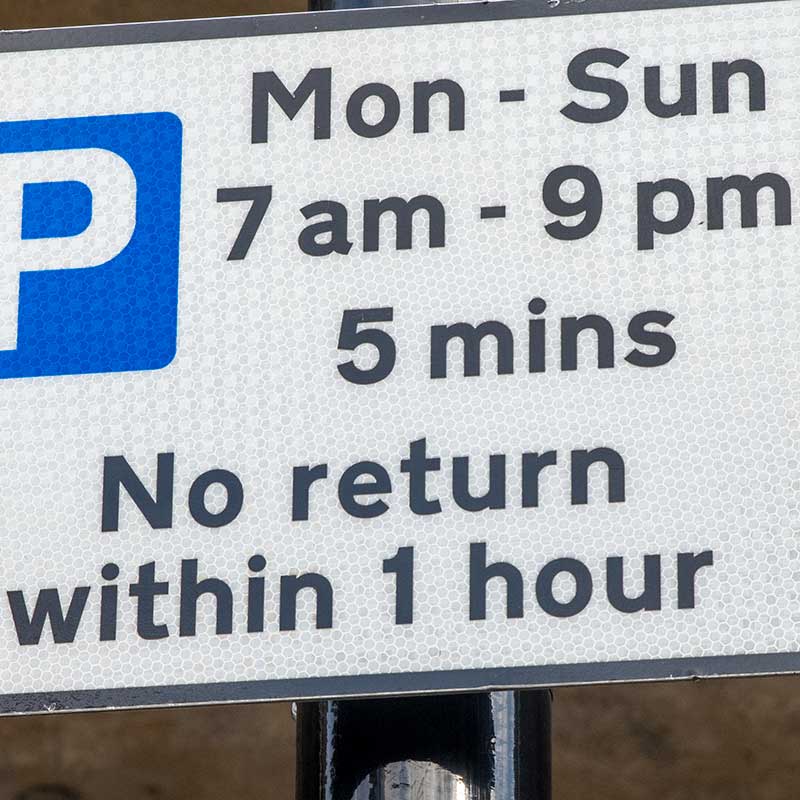 P
Mon - Sun
7 am - 9 pm
5 mins
No return
within 1 hour